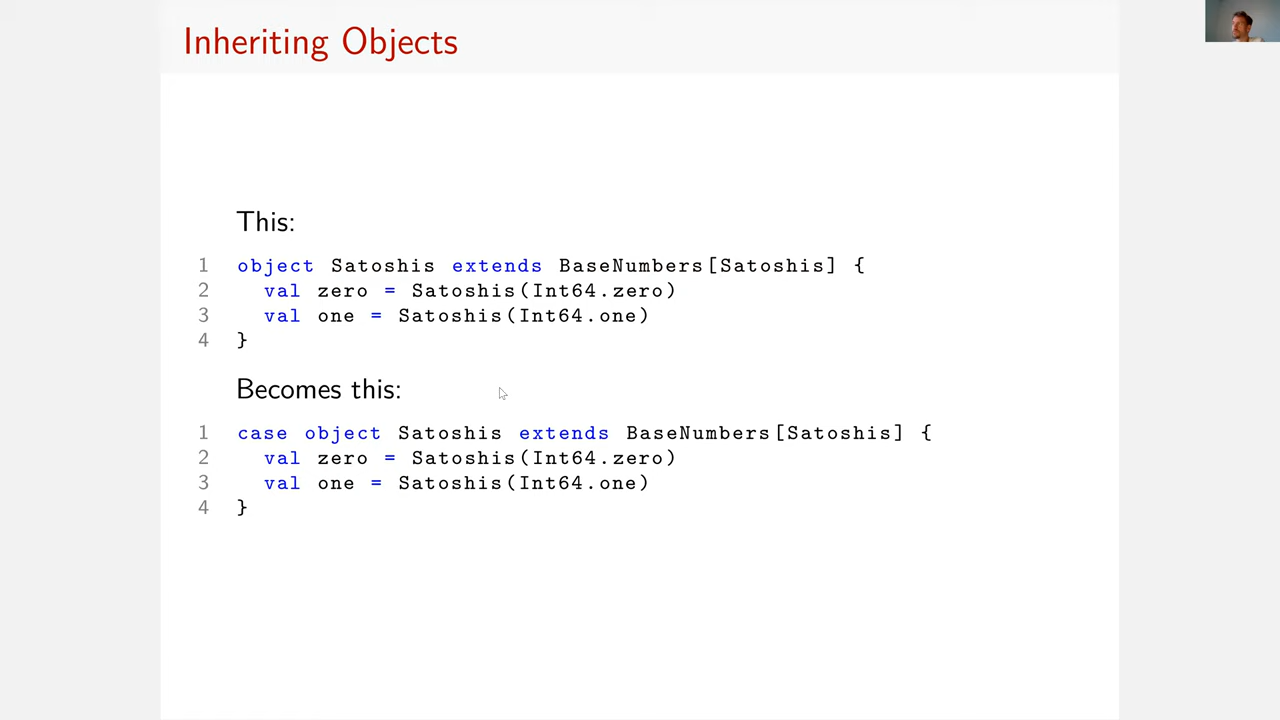 Inheriting Objects
This:
1 object Satoshis extends BaseNumbers[Satoshis] {
2 val zero = Satoshis(Int64.zero)
3 val one = Satoshis(Int64.one)
4 }
Becomes this:
1 case object Satoshis extends BaseNumbers[Satoshis] {
2 val zero = Satoshis(Int64.zero)
3 val one = Satoshis(Int64.one)
4 }